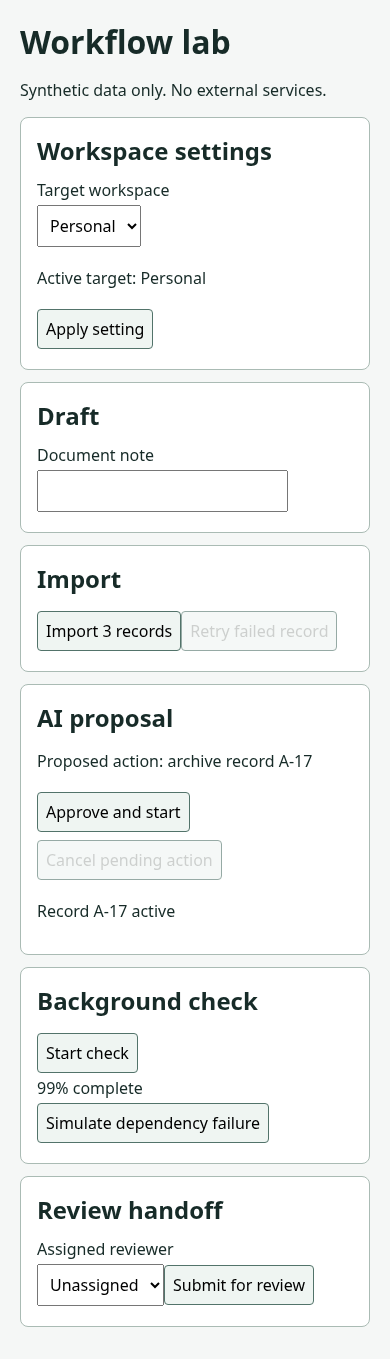 Workflow lab
Synthetic data only. No external services.
Workspace settings
Target workspace
Personal
Active target: Personal
Apply setting
Draft
Document note
Import
Import 3 records Retry failed record
AI proposal
Proposed action: archive record A-17
Approve and start
Cancel pending action
Record A-17 active
Background check
Start check
99% complete
Simulate dependency failure
Review handoff
Assigned reviewer
Unassigned Submit for review